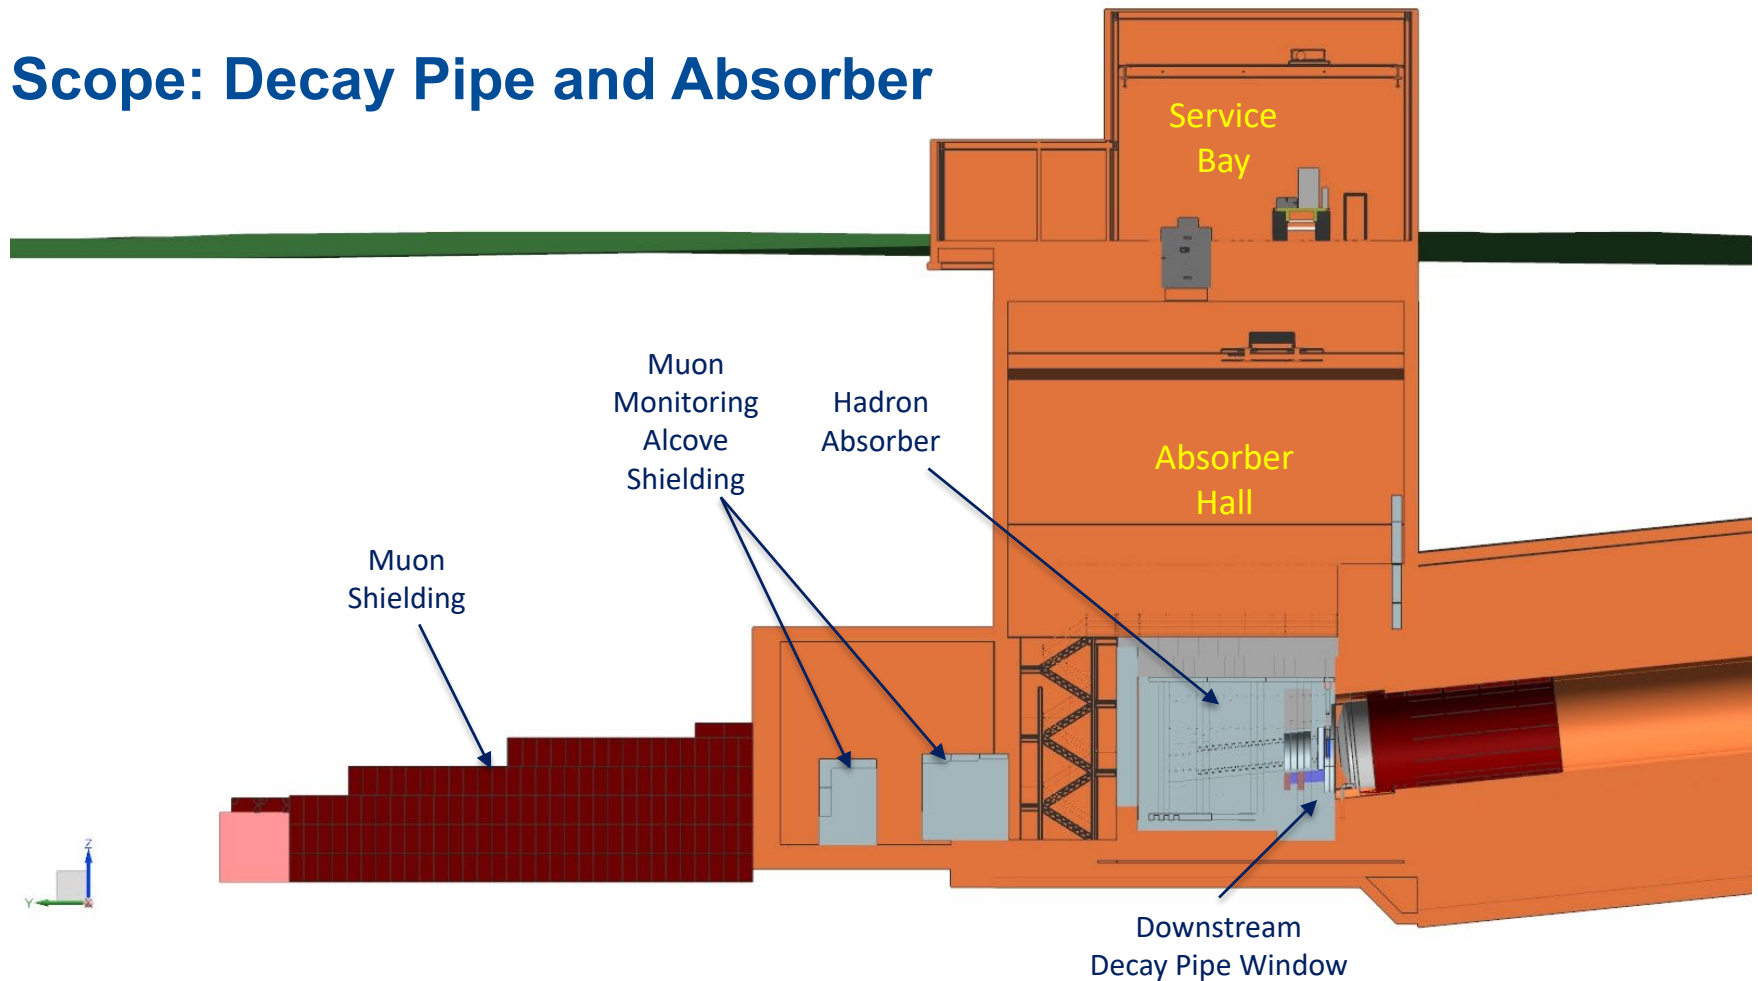 Scope: Decay Pipe and Absorber
Service
Bay
Muon
Monitoring
Alcove
Shielding
Hadron
Absorber
Absorber
Hall
Muon
Shielding
Downstream
Decay Pipe Window
Z
Y
X